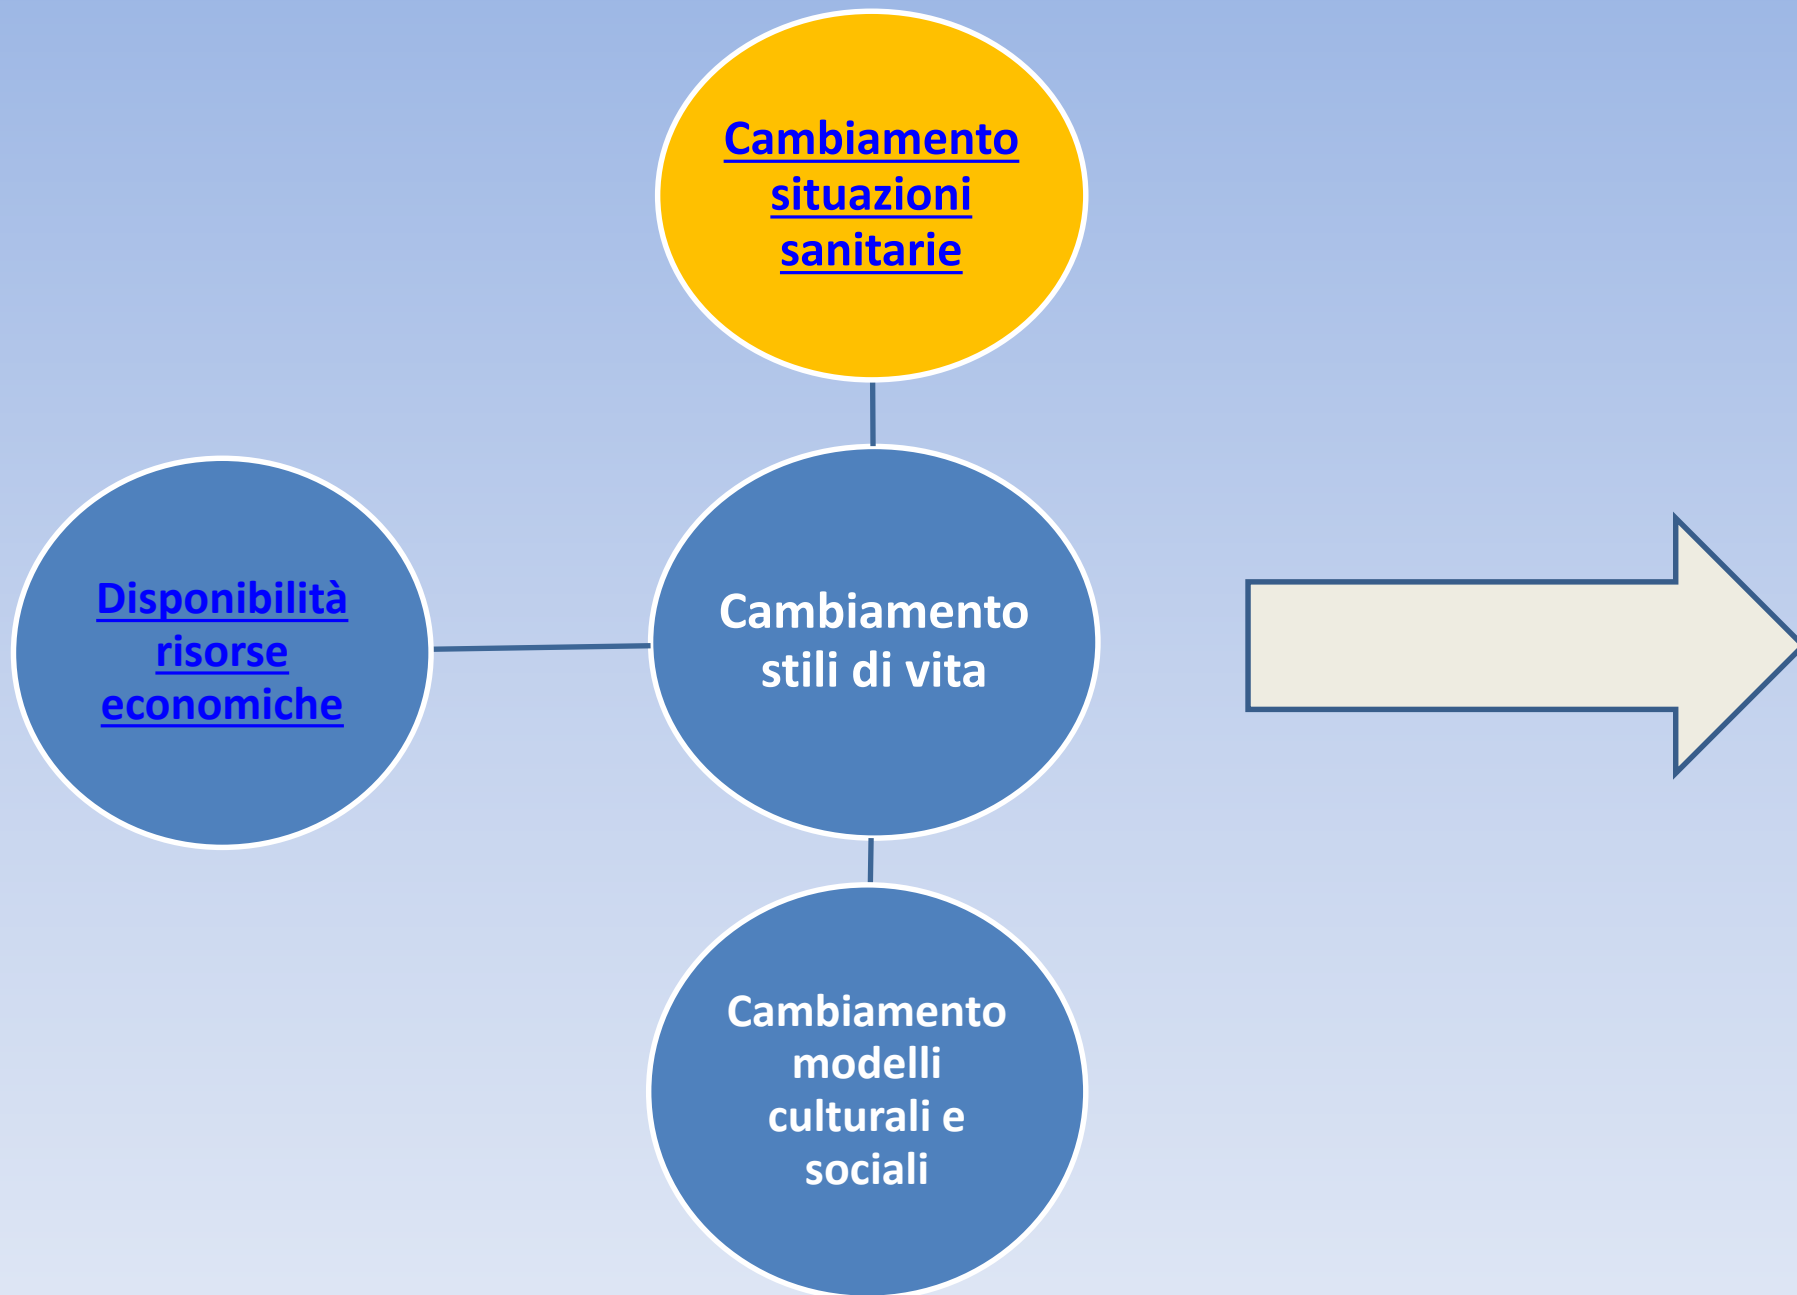 Cambiamento
situazioni
sanitarie
Disponibilità
risorse
economiche
Cambiamento
stili di vita
Cambiamento
modelli
culturali e
sociali